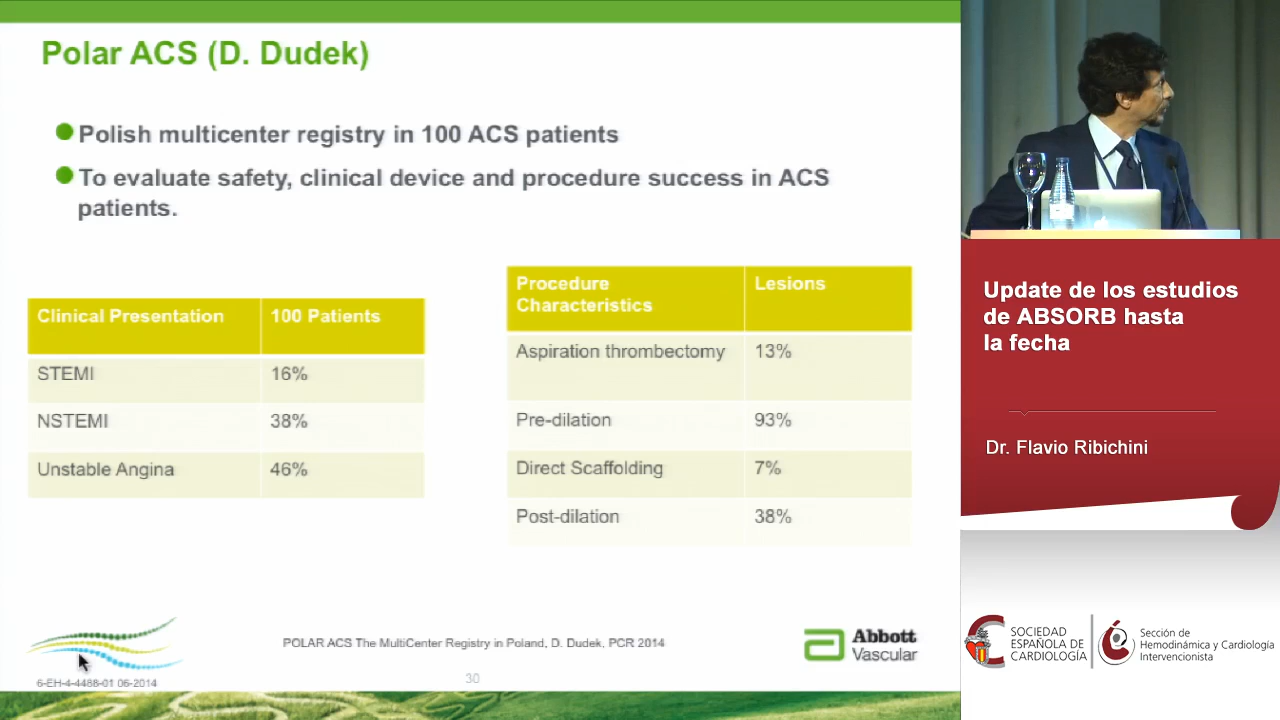 Polar ACS (D. Dudek)
Polish multicenter registry in 100 ACS patients
To evaluate safety, clinical device and procedure success in ACS
patients.
Clinical Presentation 100 Patients
STEMI 16%
NSTEMI 38%
Unstable Angina 46%
Procedure
Characteristics
Lesions
Aspiration thrombectomy 13%
Pre-dilation 93%
Direct Scaffolding 7%
Post-dilation 38%
POLAR ACS The MultiCenter Registry in Poland, D. Dudek, PCR 2014
Abbott
Vascular
6-EH-4-4488-01 06-2014
30
Update de los estudios
de ABSORB hasta
la fecha
Dr. Flavio Ribichini
SOCIEDAD
ESPAÑOLA DE
CARDIOLOGÍA
Sección de
Hemodinámica y Cardiología
Intervencionista